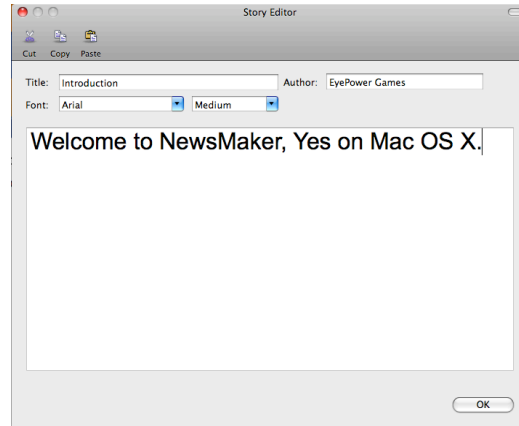 Story Editor
Cut Copy Paste
Title: Introduction Author: EyePower Games
Font: Arial Medium
Welcome to NewsMaker, Yes on Mac OS X.
OK